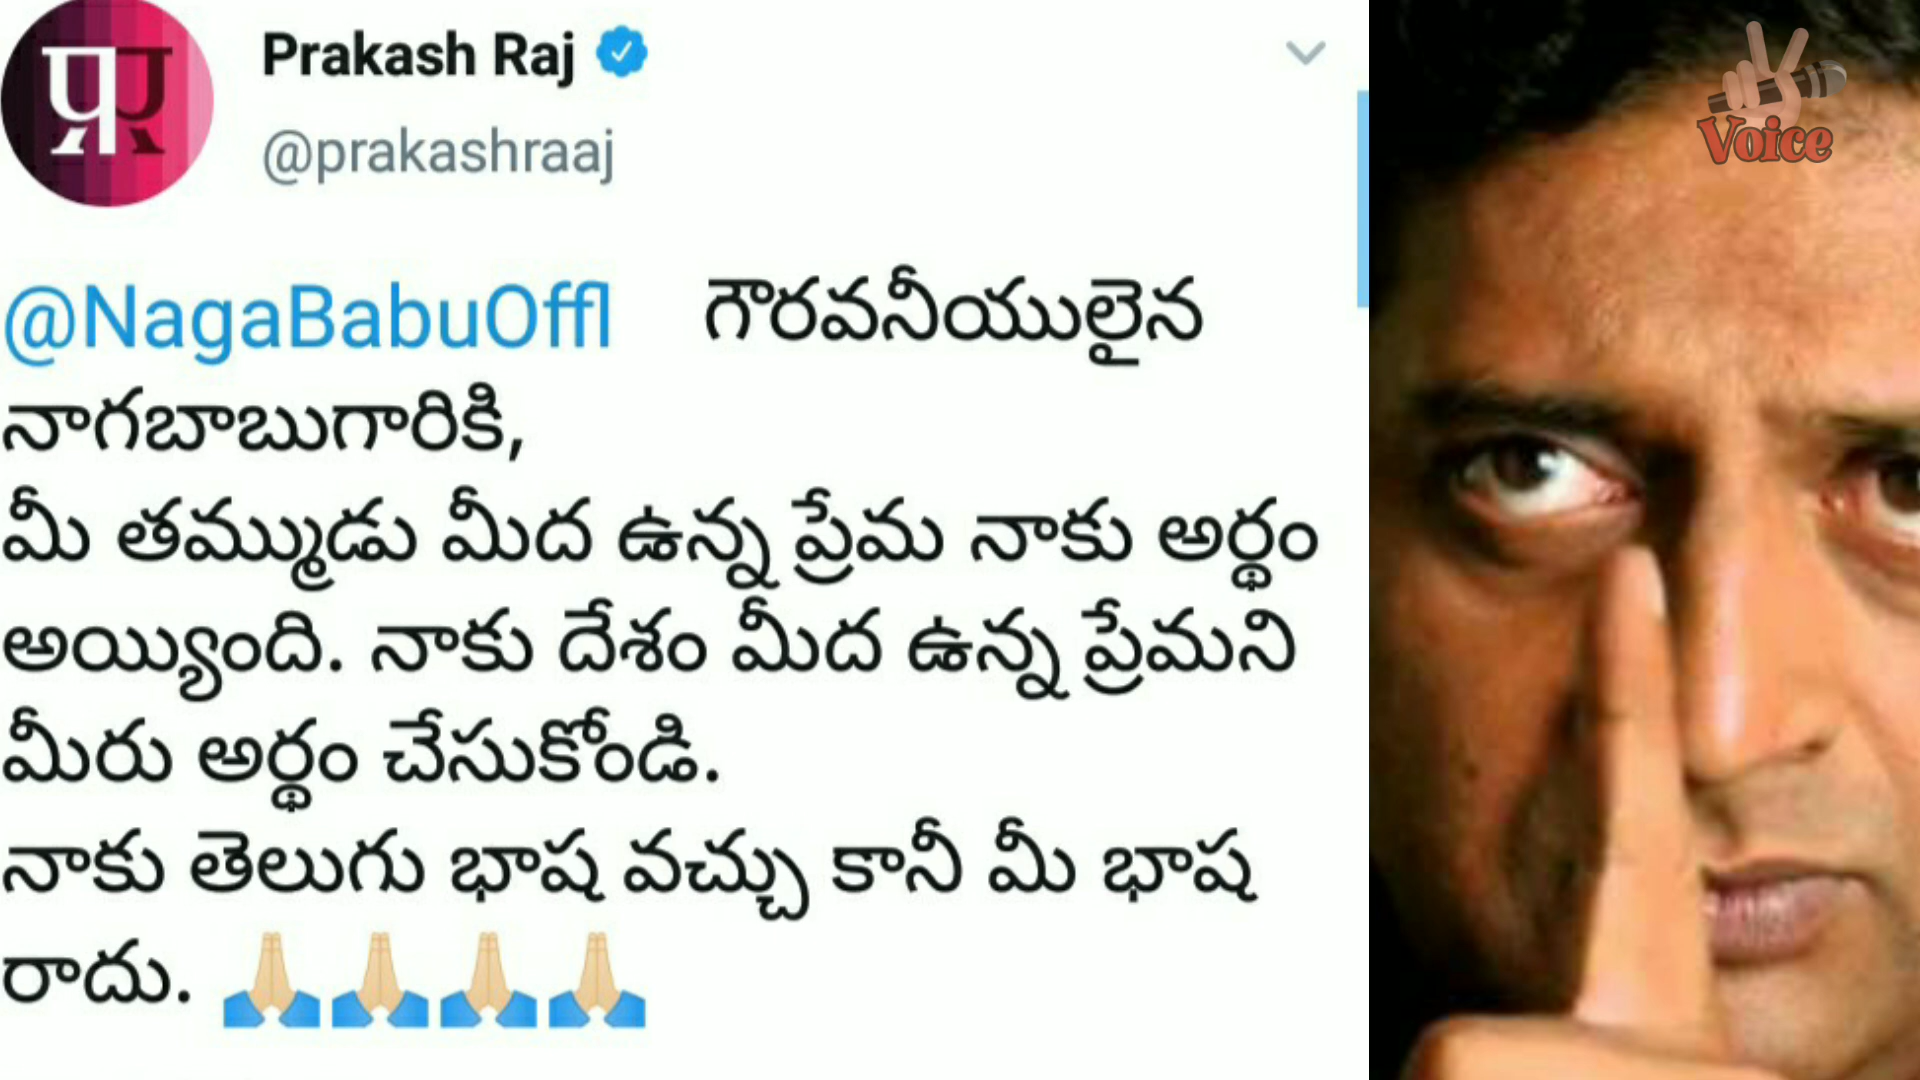 Prakash Raj
@prakashraaj
@NagaBabuOffl గౌరవనీయులైన
నాగబాబుగారికి,
మీ తమ్ముడు మీద ఉన్న ప్రేమ నాకు అర్థం
అయ్యింది. నాకు దేశం మీద ఉన్న ప్రేమని
మీరు అర్థం చేసుకోండి.
నాకు తెలుగు భాష వచ్చు కానీ మీ భాష
రాదు. 🙏🏼🙏🏼🙏🏼🙏🏼
Voice